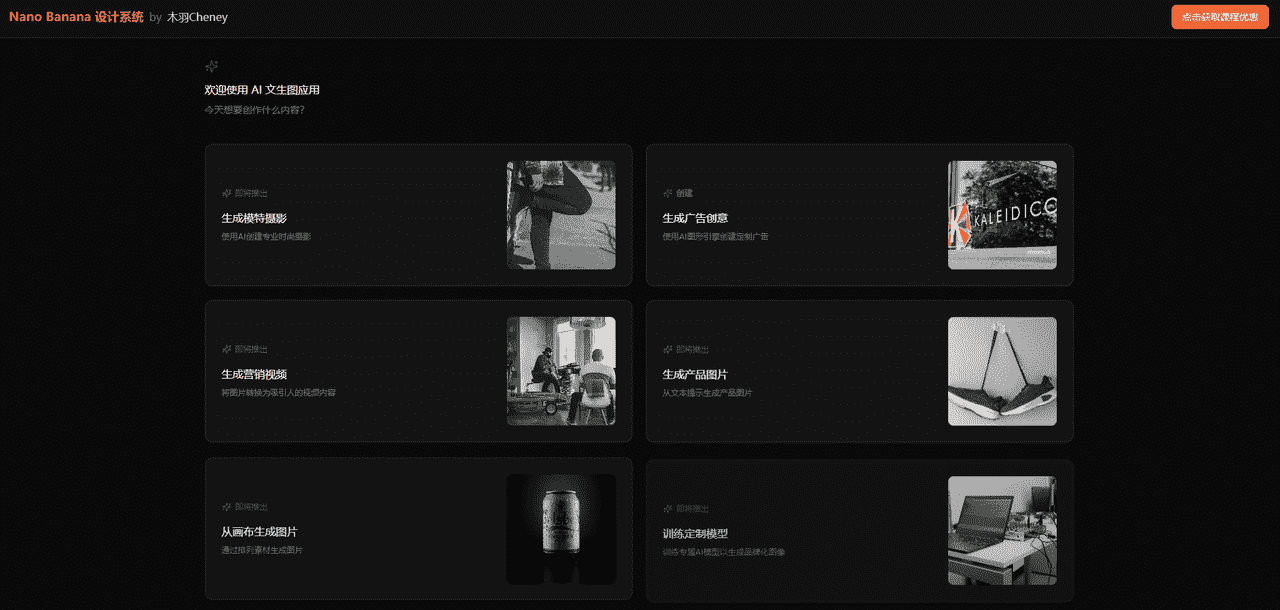 Nano Banana 设计系统 by 木羽Cheney
点击获取课程优惠
欢迎使用 AI 文生图应用
今天想要创作什么内容?
即将推出
生成模特摄影
使用AI创建专业时尚摄影
创建
生成广告创意
使用AI图形引擎创建定制广告
KALEIDICO
即将推出
生成营销视频
将图片转换为吸引人的视频内容
即将推出
生成产品图片
从文本提示生成产品图片
即将推出
从画布生成图片
通过排列素材生成图片
即将推出
训练定制模型
训练专属AI模型以生成品牌化图像